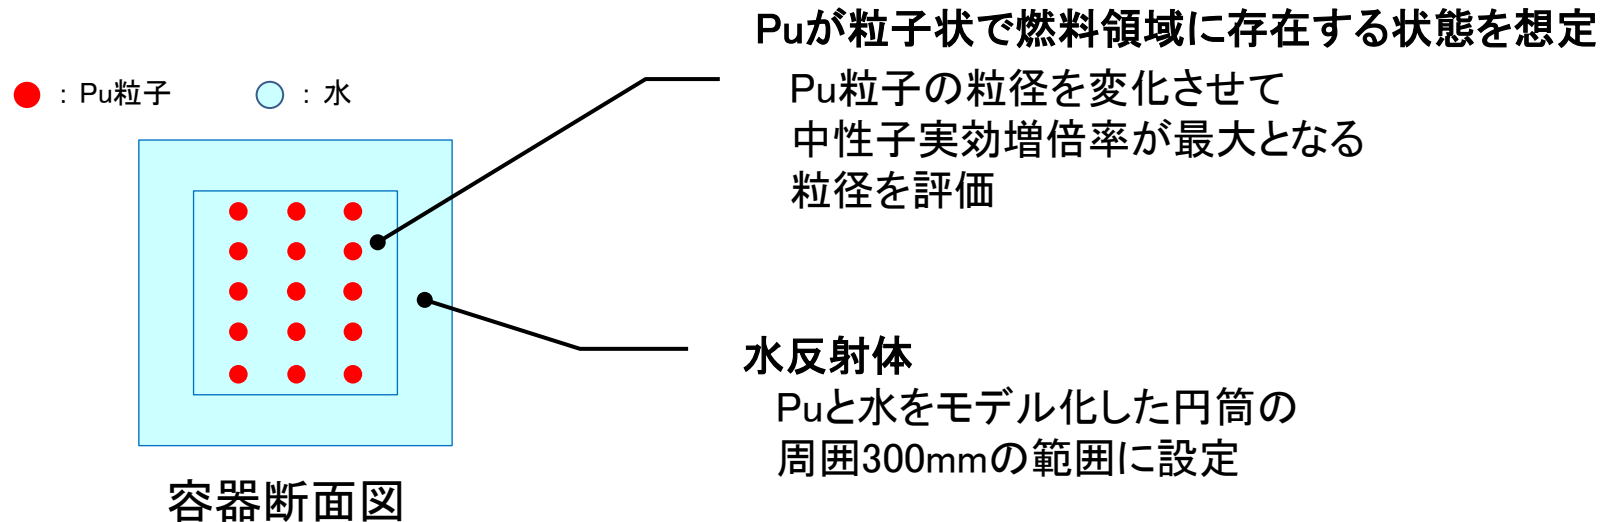 Puが粒子状で燃料領域に存在する状態を想定
Pu粒子の粒径を変化させて
中性子実効増倍率が最大となる
粒径を評価
：Pu粒子
：水
水反射体
Puと水をモデル化した円筒の
周囲300mmの範囲に設定
容器断面図